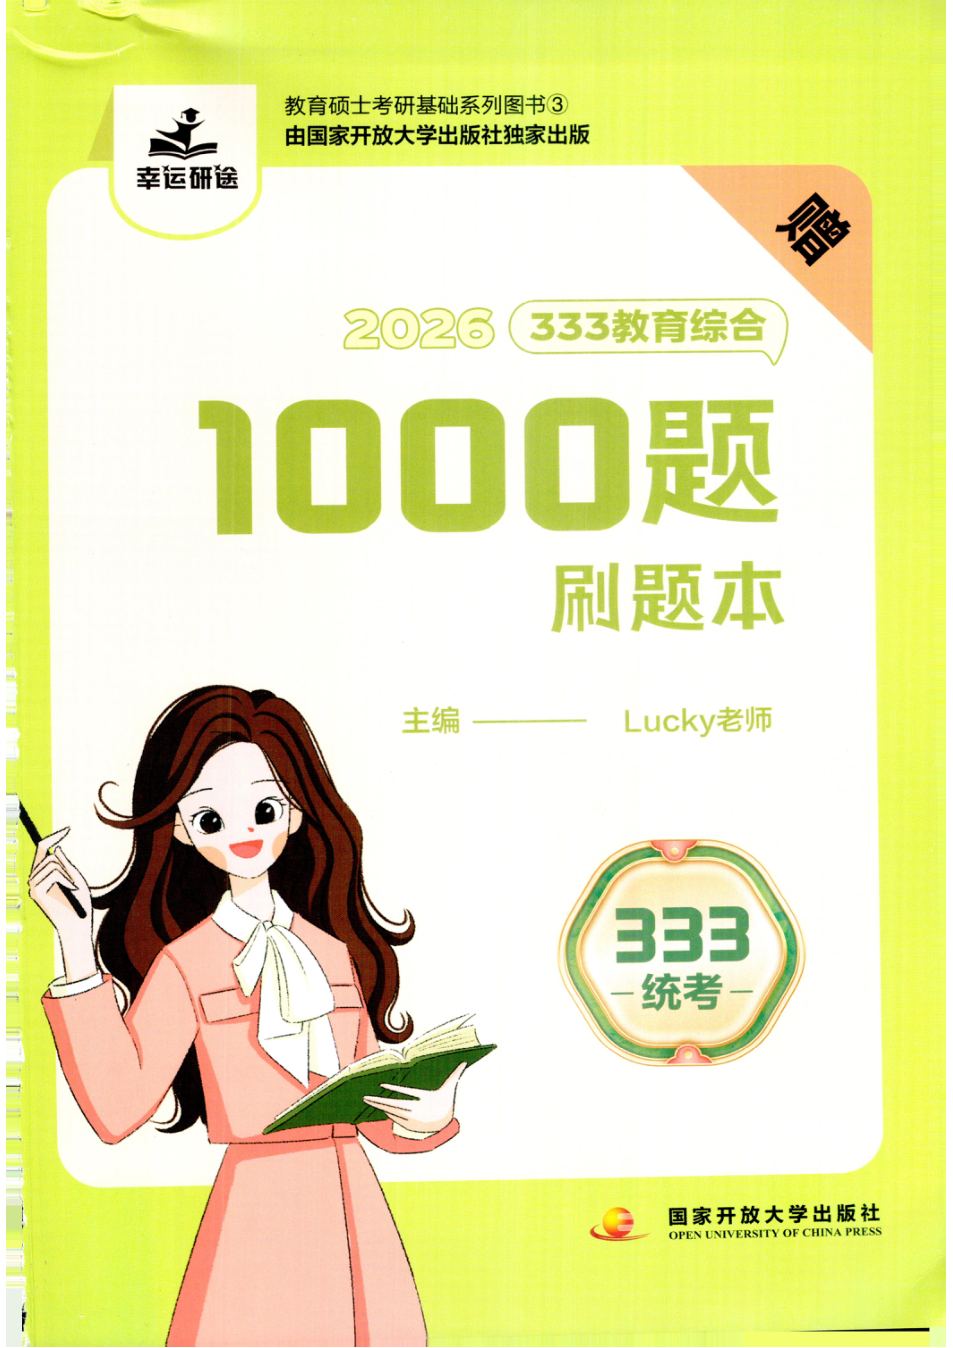 教育硕士考研基础系列图书③
由国家开放大学出版社独家出版
幸运研途
赠
2026 333教育综合
1000题
刷题本
主编 Lucky老师
333
统考
国家开放大学出版社
OPEN UNIVERSITY OF CHINA PRESS